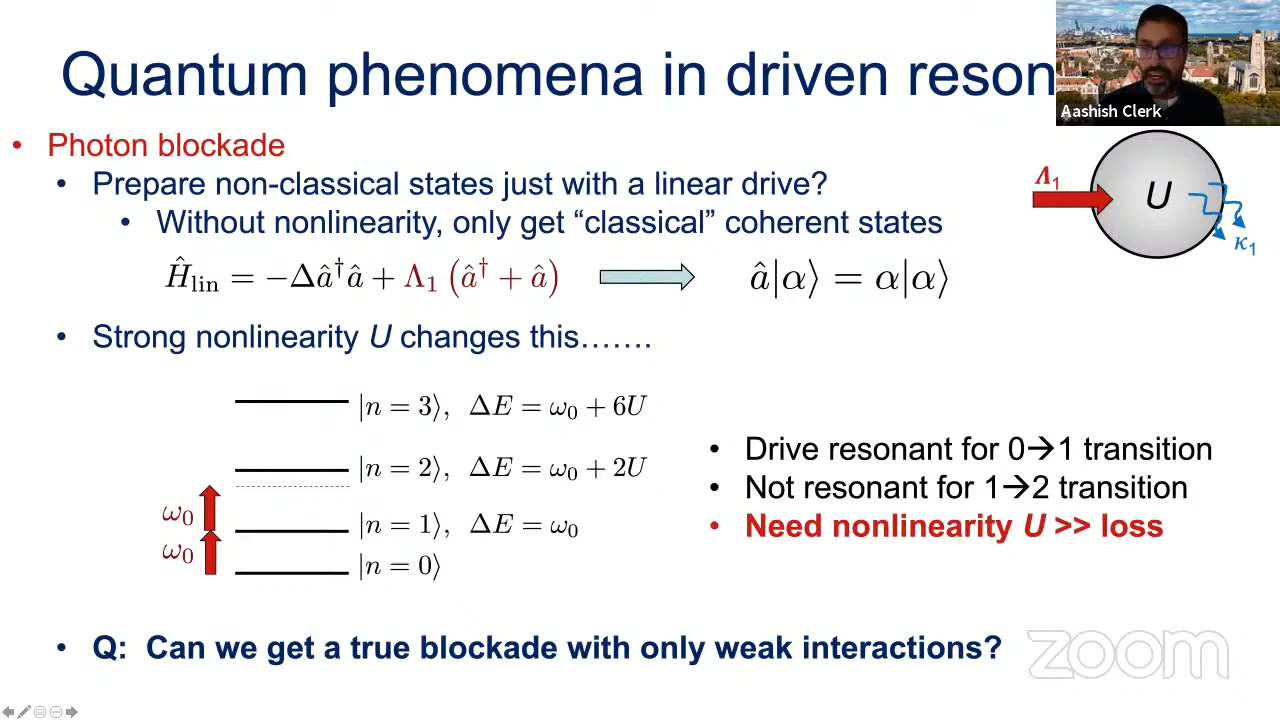 Quantum phenomena in driven reson
Aashish Clerk
• Photon blockade
• Prepare non-classical states just with a linear drive?
• Without nonlinearity, only get “classical” coherent states
Λ₁
U
κ₁
Ĥ_lin = −Δâ†â + Λ₁ (â† + â)
â|α⟩ = α|α⟩
• Strong nonlinearity U changes this…….
|n = 3⟩, ΔE = ω₀ + 6U
|n = 2⟩, ΔE = ω₀ + 2U
ω₀
|n = 1⟩, ΔE = ω₀
ω₀
|n = 0⟩
• Drive resonant for 0→1 transition
• Not resonant for 1→2 transition
• Need nonlinearity U >> loss
• Q: Can we get a true blockade with only weak interactions?
zoom